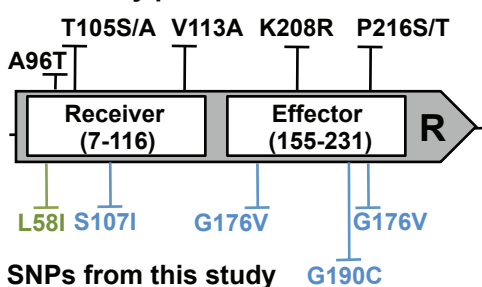 T105S/A V113A K208R P216S/T
A96T
Receiver
(7-116)
Effector
(155-231)
R
L58I S107I G176V G176V
SNPs from this study G190C